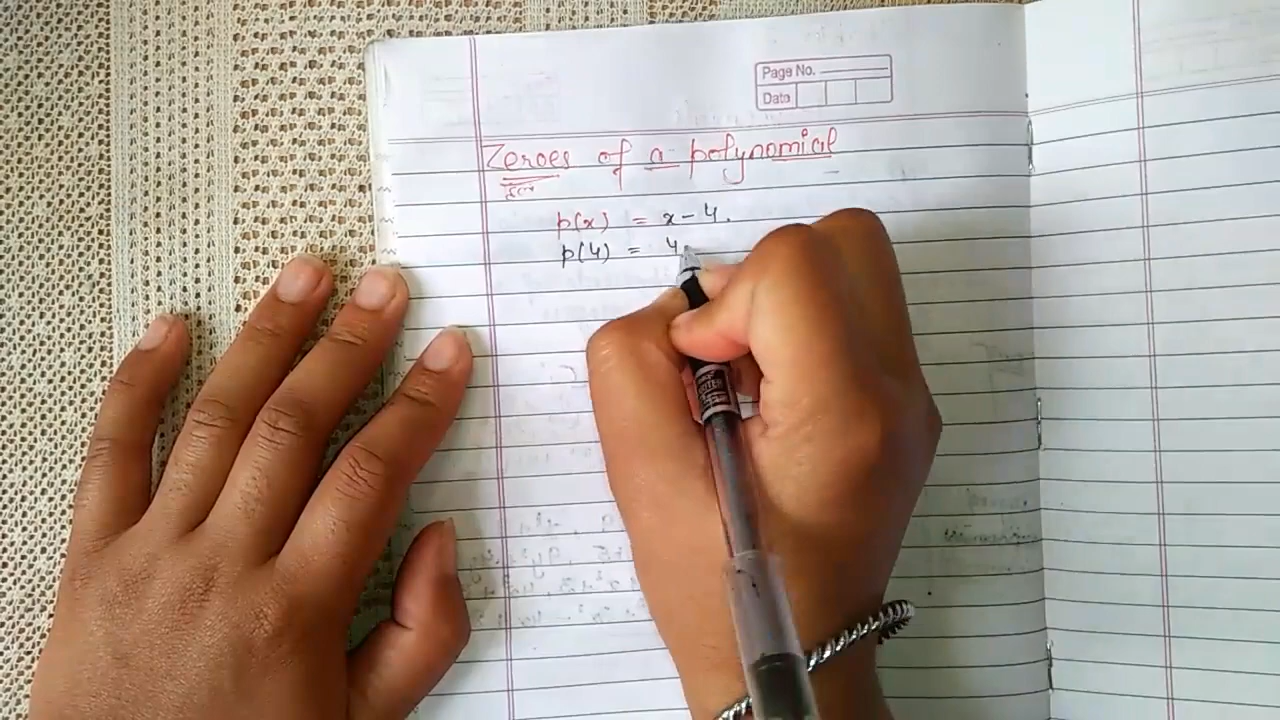 Page No.
Date
Zeroes of a polynomial
p(x) = x - 4.
p(4) = 4